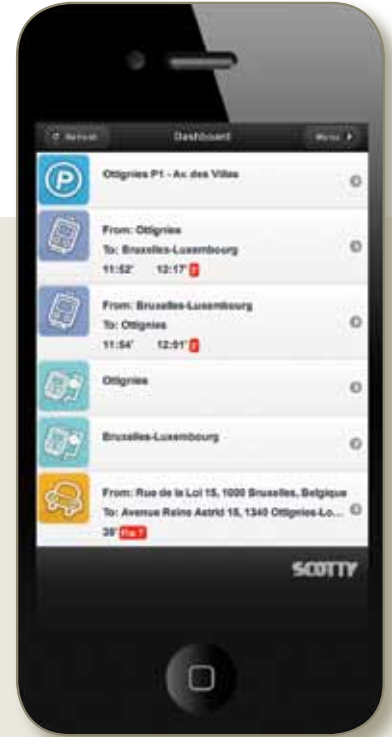 Refresh
Dashboard
Menu
P
Ottignies P1 - Av. des Villas
From: Ottignies
To: Bruxelles-Luxembourg
11:52' 12:17'
From: Bruxelles-Luxembourg
To: Ottignies
11:54' 12:01'
Ottignies
Bruxelles-Luxembourg
From: Rue de la Loi 15, 1000 Bruxelles, Belgique
To: Avenue Reine Astrid 15, 1340 Ottignies-Lo...
SCOTTY